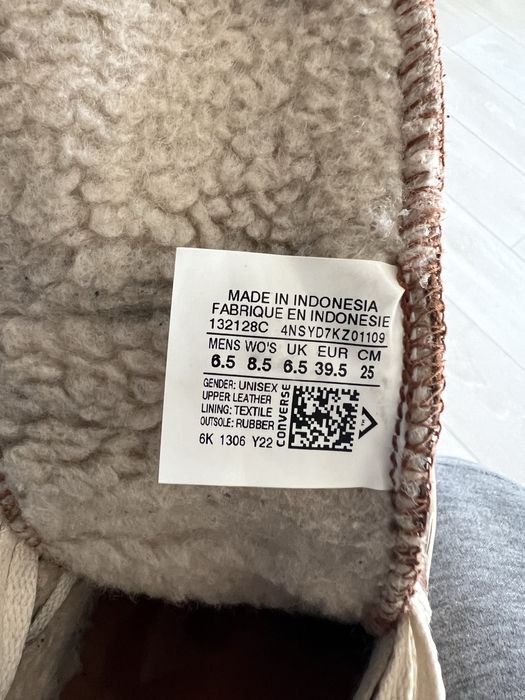 MADE IN INDONESIA
FABRIQUE EN INDONESIE
132128C 4NSYD7KZ01109
MENS WO'S UK EUR CM
6.5 8.5 6.5 39.5 25
GENDER: UNISEX
UPPER LEATHER
LINING: TEXTILE
OUTSOLE: RUBBER
6K 1306 Y22
CONVERSE